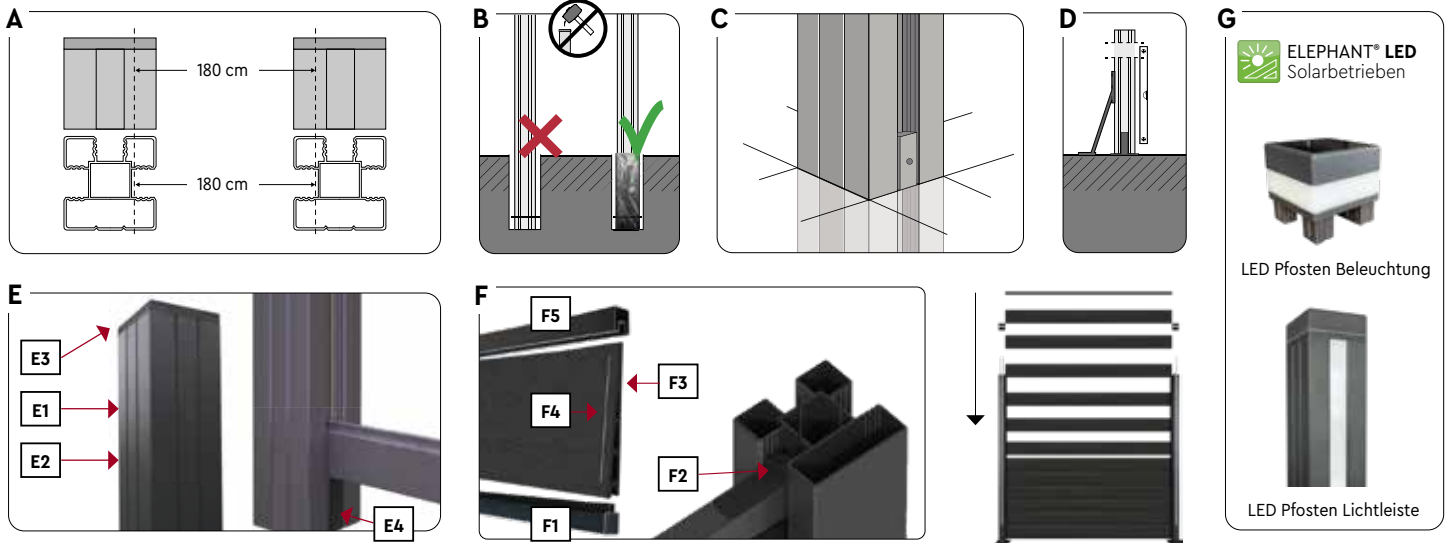 A
180 cm
180 cm
B
C
D
G
ELEPHANT® LED
Solarbetrieben
LED Pfosten Beleuchtung
LED Pfosten Lichtleiste
E
E3
E1
E2
E4
F
F5
F3
F4
F2
F1